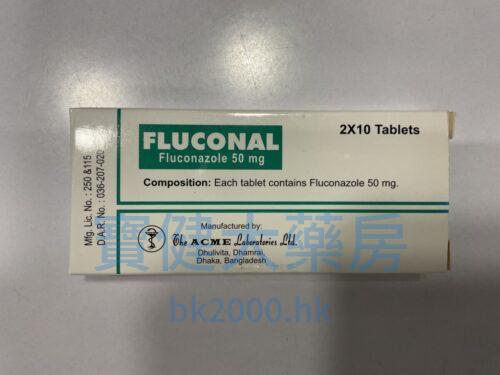 FLUCONAL
Fluconazole 50 mg
2X10 Tablets
Composition: Each tablet contains Fluconazole 50 mg.
Mfg. Lic. No. : 250 &115
D.A.R. No. : 036-207-020
Manufactured by:
The ACME Laboratories Ltd.
Dhulivita, Dhamrai,
Dhaka, Bangladesh
寶健大藥房
bk2000.hk